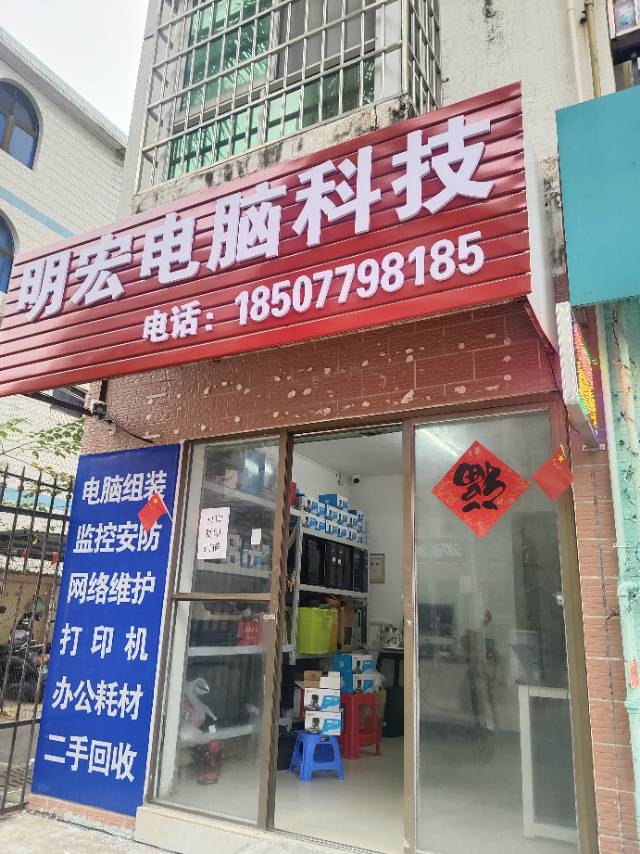 明宏电脑科技
电话：18507798185
电脑组装
监控安防
网络维护
打印机
办公耗材
二手回收
福